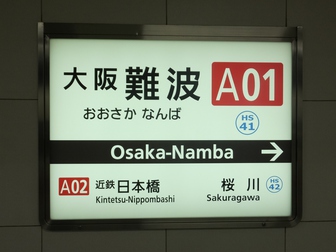 大阪難波 A01
おおさか なんば
HS
41
Osaka-Namba →
A02 近鉄日本橋
Kintetsu-Nippombashi
桜川 HS
Sakuragawa 42